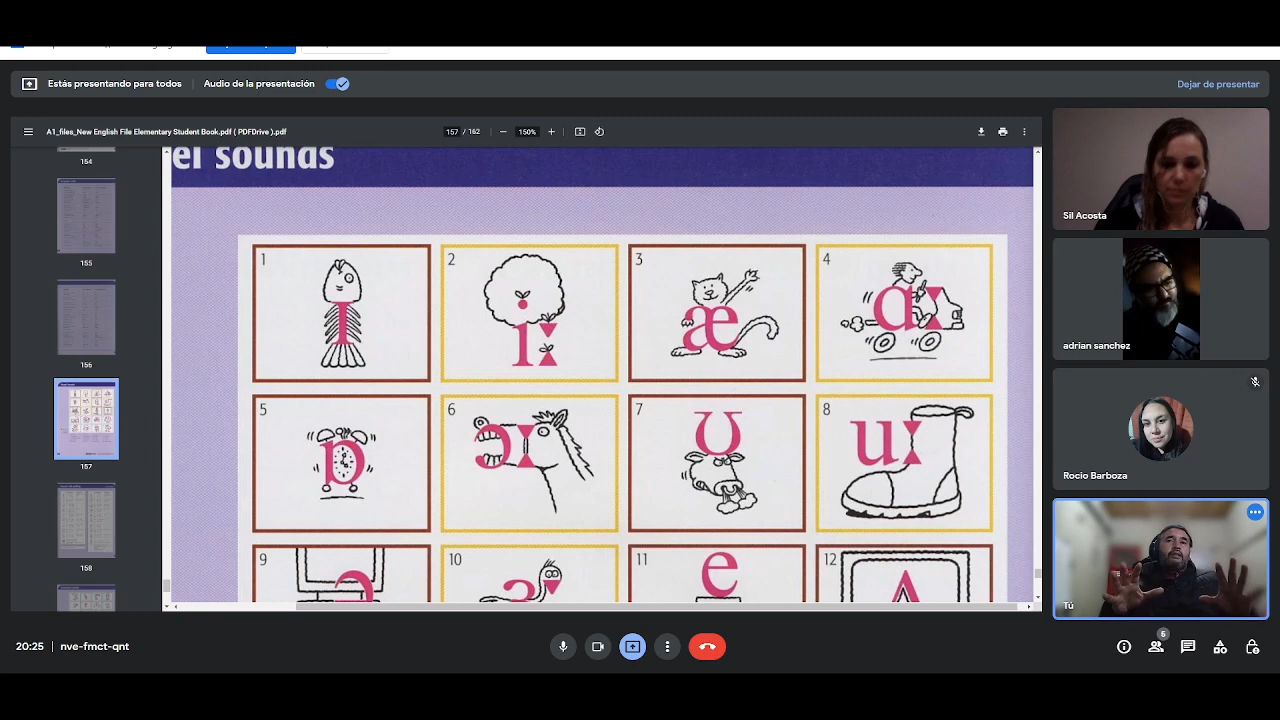 Estás presentando para todos
Audio de la presentación
Dejar de presentar
A1_files_New English File Elementary Student Book.pdf ( PDFDrive ).pdf
157 / 162
150%
154
155
156
157
158
el sounds
1
ɪ
2
iː
3
æ
4
ɑː
5
ɒ
6
ɔː
7
ʊ
8
uː
9
ə
10
ɜː
11
e
12
ʌ
Sil Acosta
adrian sanchez
Rocio Barboza
Tú
20:25
nve-fmct-qnt
6